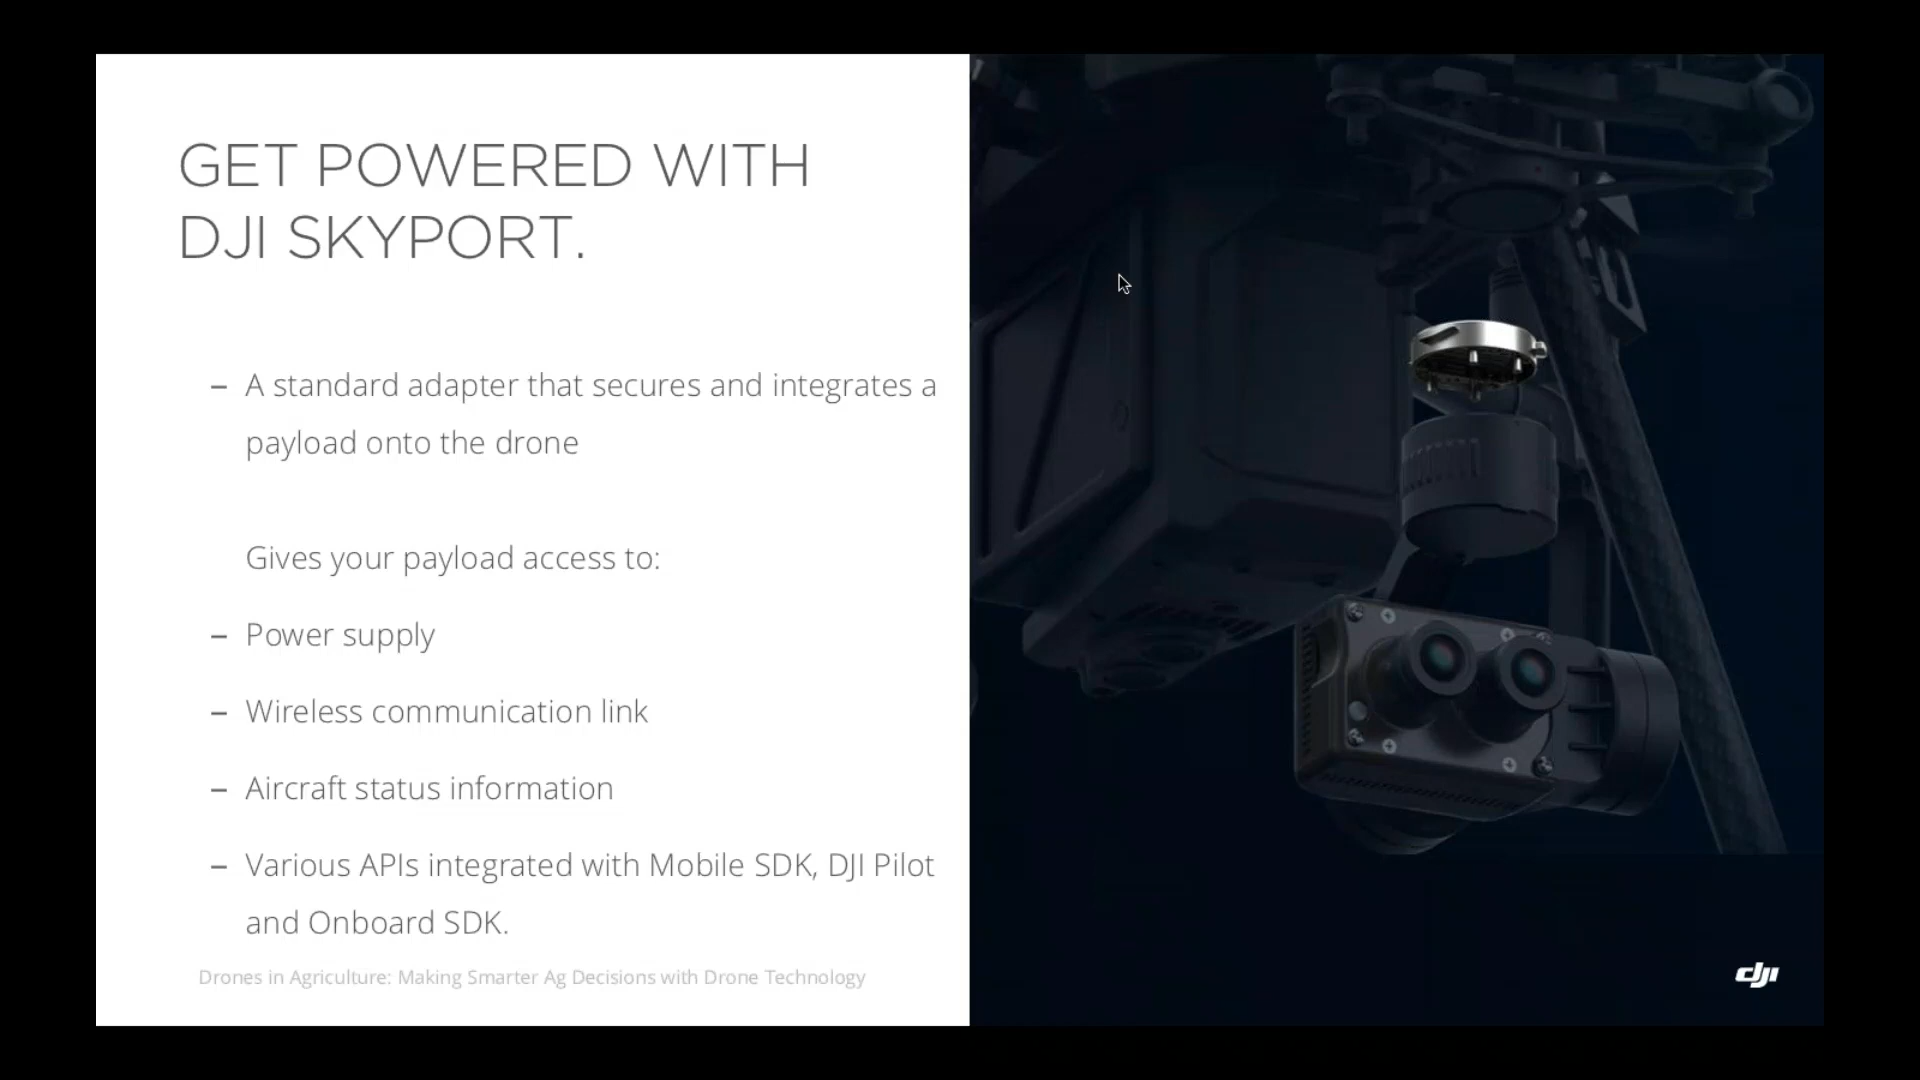 GET POWERED WITH
DJI SKYPORT.
– A standard adapter that secures and integrates a
payload onto the drone
Gives your payload access to:
– Power supply
– Wireless communication link
– Aircraft status information
– Various APIs integrated with Mobile SDK, DJI Pilot
and Onboard SDK.
Drones in Agriculture: Making Smarter Ag Decisions with Drone Technology
dji